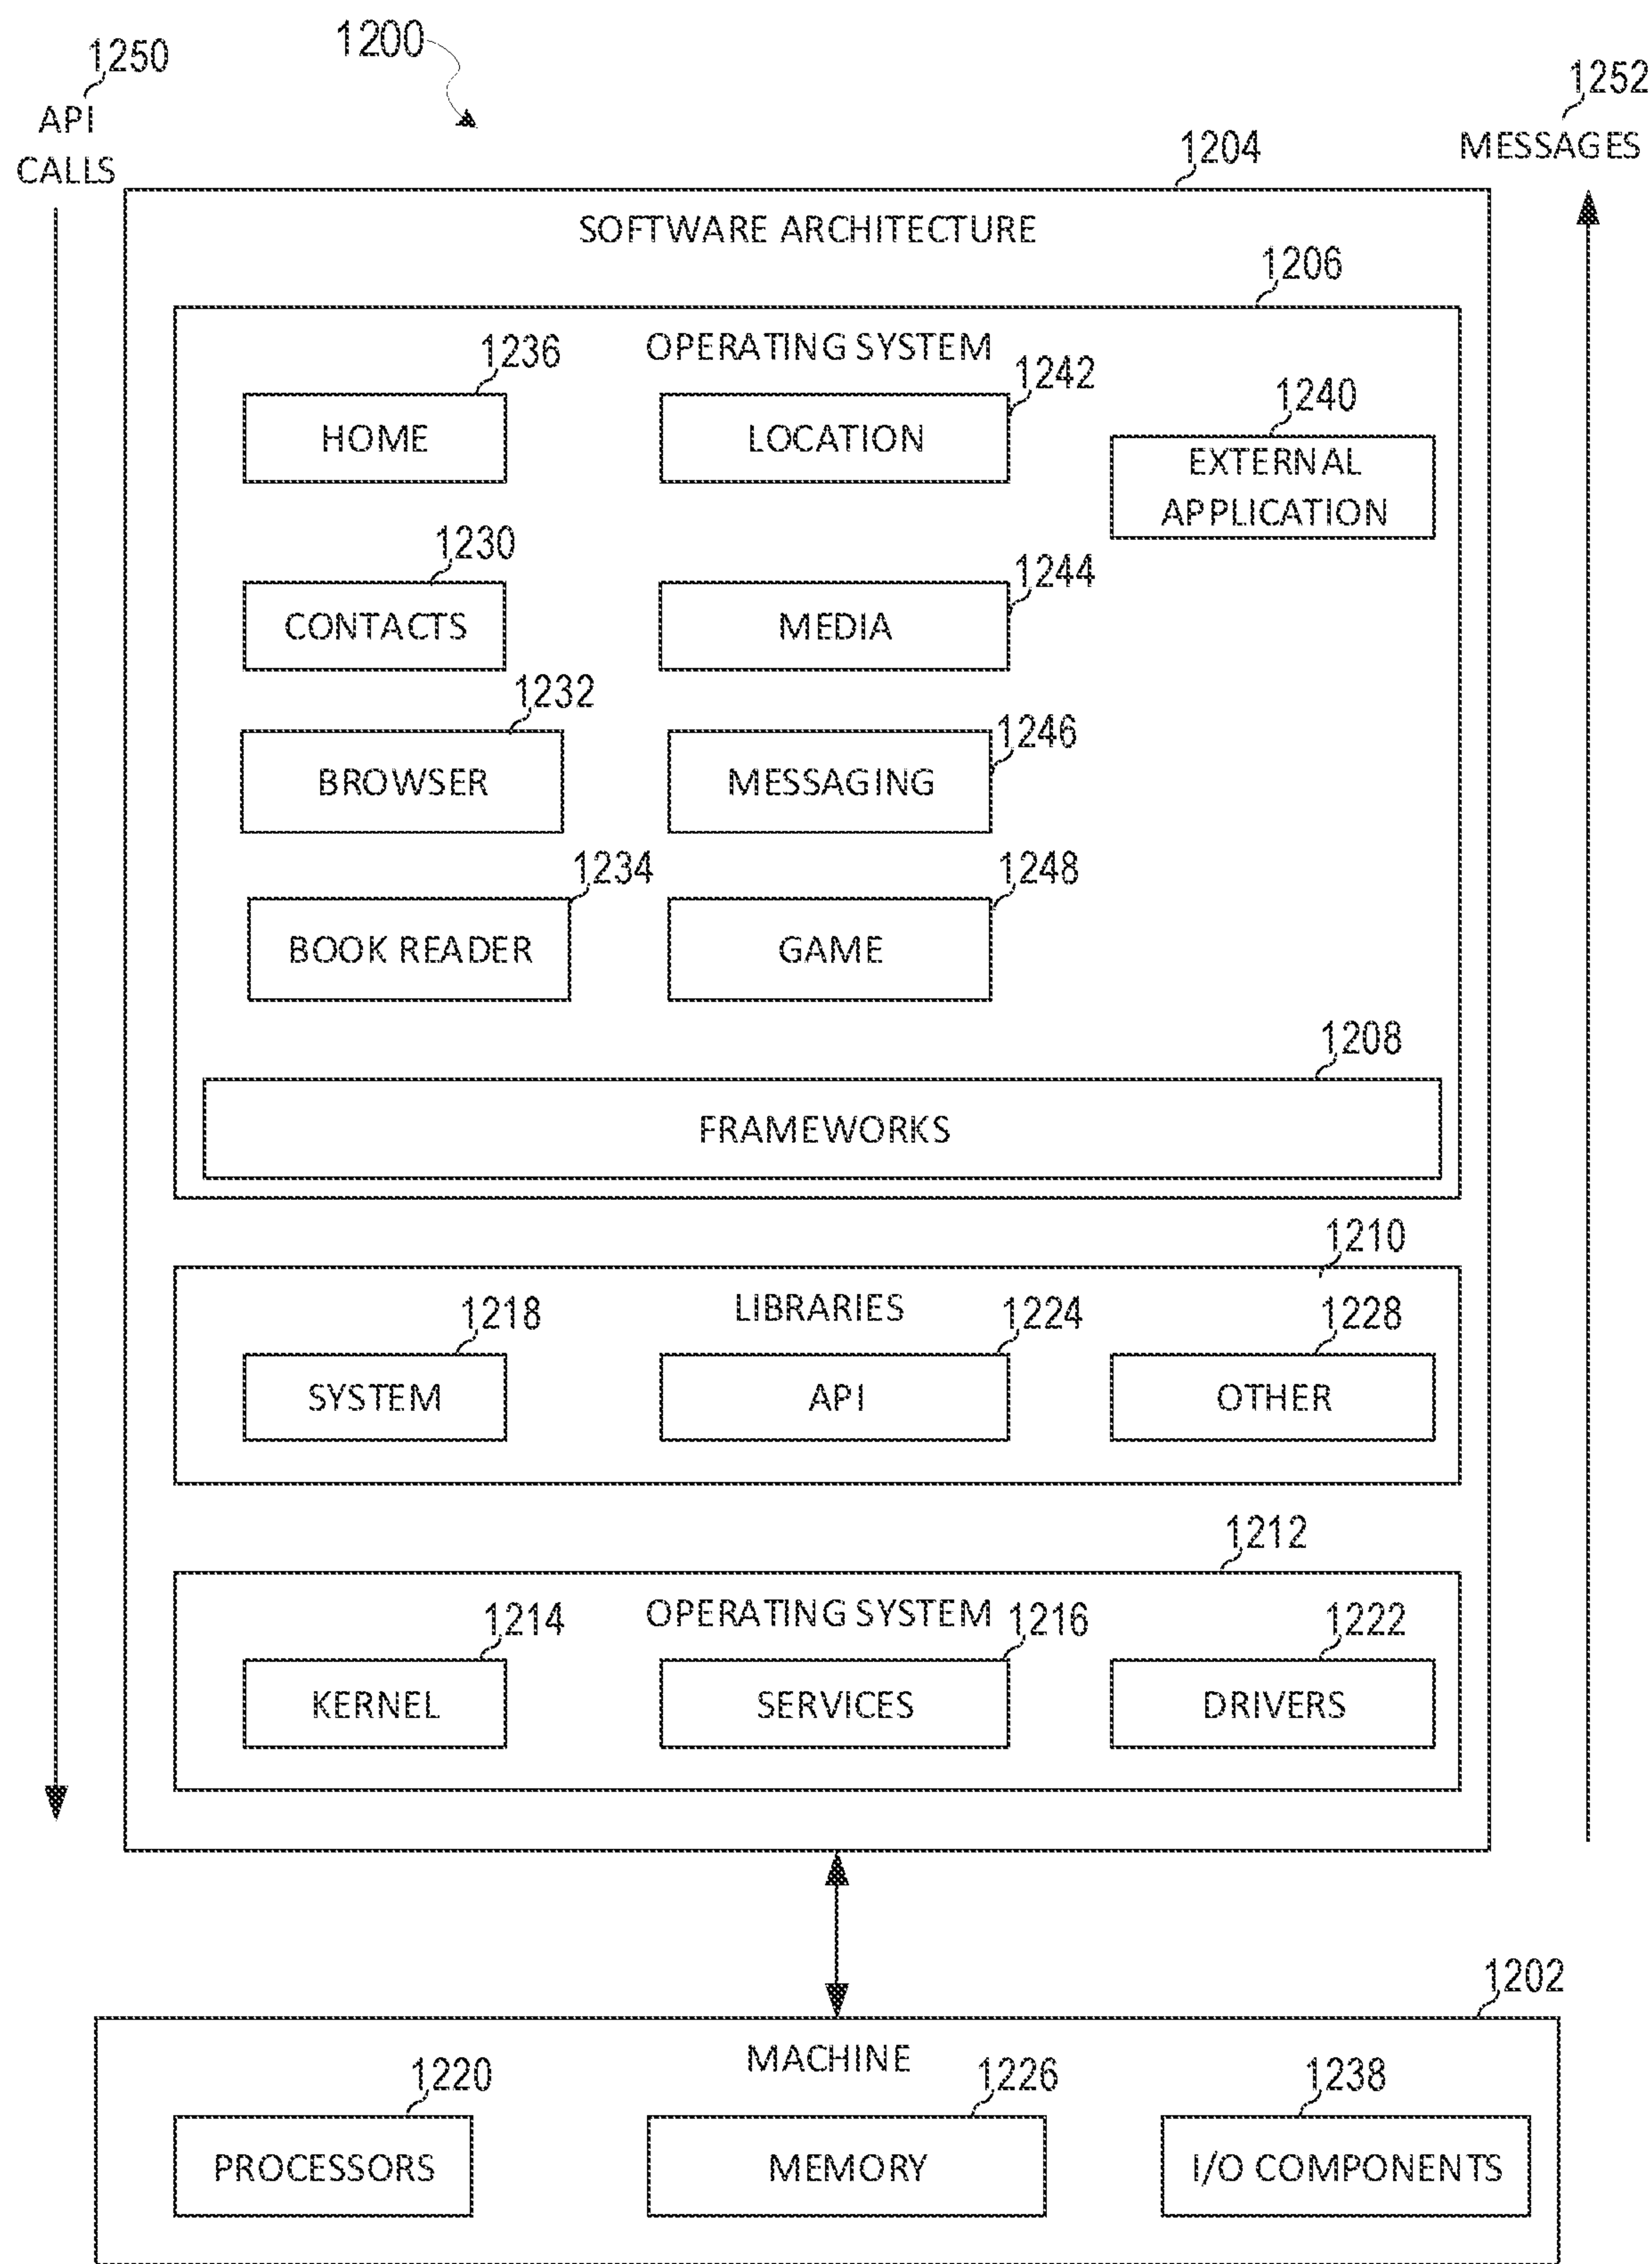 1200
1250
API
CALLS
1252
MESSAGES
1204
SOFTWARE ARCHITECTURE
1206
OPERATING SYSTEM
1236
HOME
1242
LOCATION
1240
EXTERNAL
APPLICATION
1230
CONTACTS
1244
MEDIA
1232
BROWSER
1246
MESSAGING
1234
BOOK READER
1248
GAME
1208
FRAMEWORKS
1210
LIBRARIES
1218
SYSTEM
1224
API
1228
OTHER
1212
OPERATING SYSTEM
1214
KERNEL
1216
SERVICES
1222
DRIVERS
1202
MACHINE
1220
PROCESSORS
1226
MEMORY
1238
I/O COMPONENTS